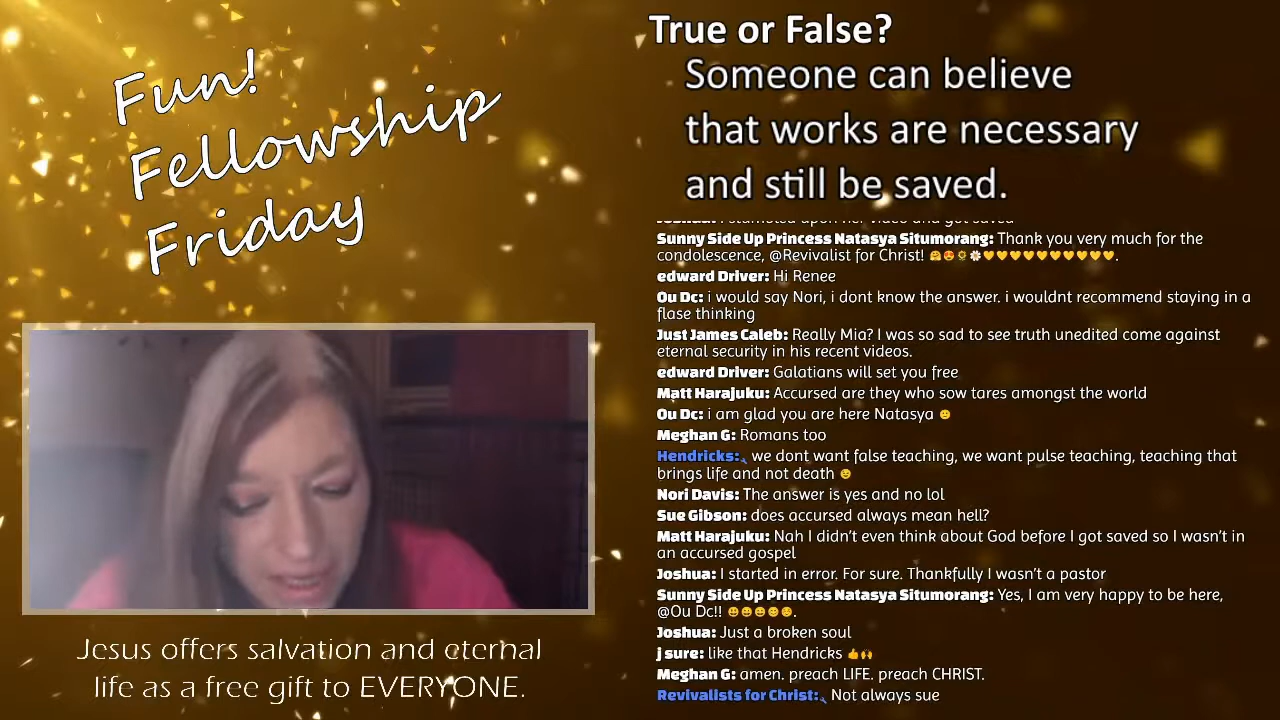 Fun!
Fellowship
Friday
Jesus offers salvation and eternal
life as a free gift to EVERYONE.
True or False?
Someone can believe
that works are necessary
and still be saved.
Joshua: I stumbled upon her video and got saved
Sunny Side Up Princess Natasya Situmorang: Thank you very much for the
condolescence, @Revivalist for Christ! 🤗😍🌻🌼💛💛💛💛💛💛💛💛💛💛.
edward Driver: Hi Renee
Ou Dc: i would say Nori, i dont know the answer. i wouldnt recommend staying in a
flase thinking
Just James Caleb: Really Mia? I was so sad to see truth unedited come against
eternal security in his recent videos.
edward Driver: Galatians will set you free
Matt Harajuku: Accursed are they who sow tares amongst the world
Ou Dc: i am glad you are here Natasya 🙂
Meghan G: Romans too
Hendricks:🔧 we dont want false teaching, we want pulse teaching, teaching that
brings life and not death 😉
Nori Davis: The answer is yes and no lol
Sue Gibson: does accursed always mean hell?
Matt Harajuku: Nah I didn't even think about God before I got saved so I wasn't in
an accursed gospel
Joshua: I started in error. For sure. Thankfully I wasn't a pastor
Sunny Side Up Princess Natasya Situmorang: Yes, I am very happy to be here,
@Ou Dc!! 😀😀😀😊☺.
Joshua: Just a broken soul
j sure: like that Hendricks 👍🙌
Meghan G: amen. preach LIFE. preach CHRIST.
Revivalists for Christ:🔧 Not always sue